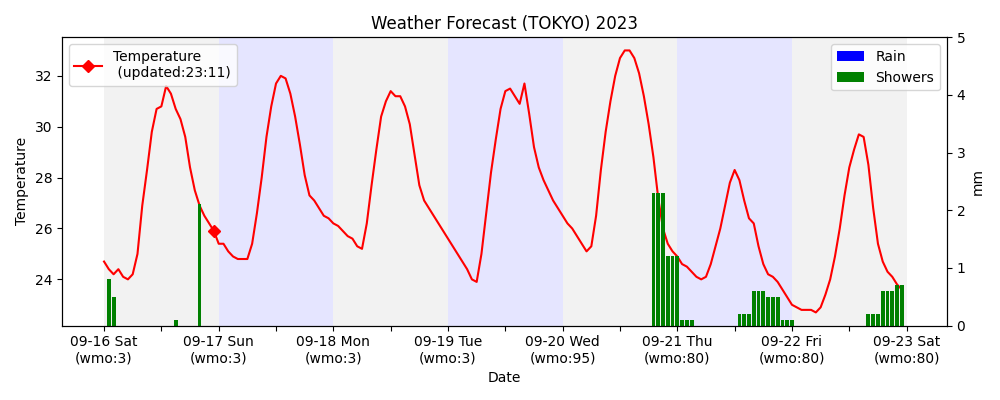 Weather Forecast (TOKYO) 2023
Temperature
(updated:23:11)
Rain
Showers
32
30
28
26
24
Temperature
5
4
3
2
1
0
mm
09-16 Sat
(wmo:3)
09-17 Sun
(wmo:3)
09-18 Mon
(wmo:3)
09-19 Tue
(wmo:3)
09-20 Wed
(wmo:95)
09-21 Thu
(wmo:80)
09-22 Fri
(wmo:80)
09-23 Sat
(wmo:80)
Date